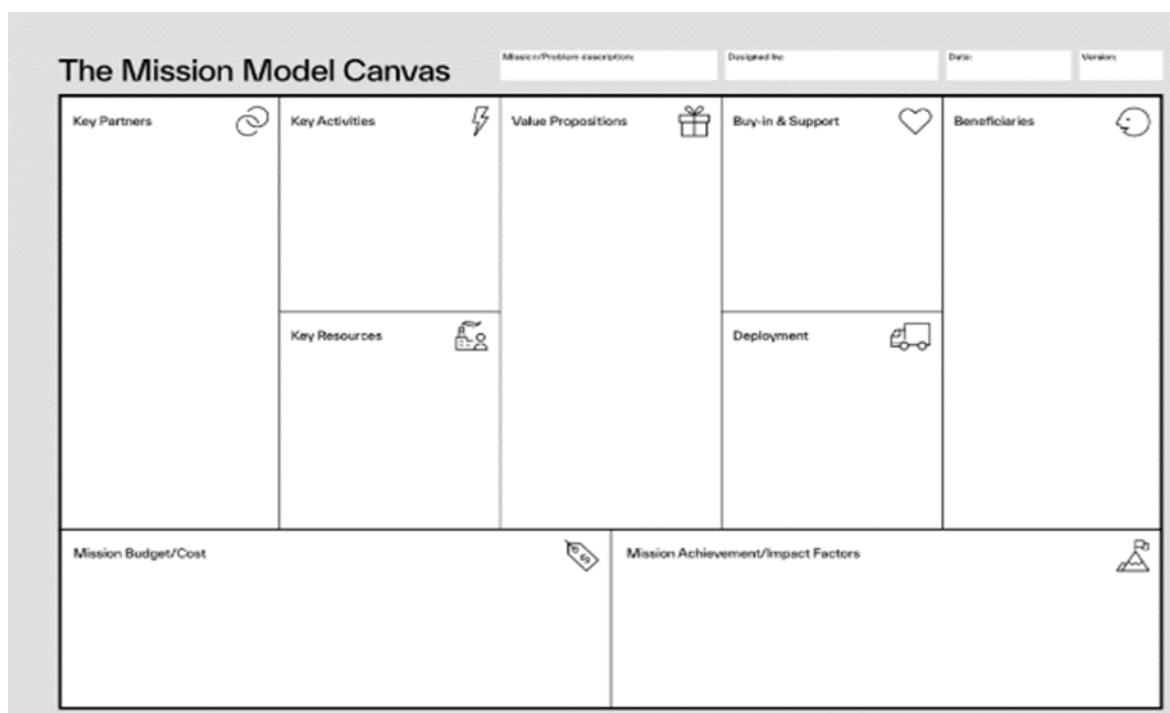 The Mission Model Canvas
Mission/Problem description:
Designed by:
Date:
Version:
Key Partners
Key Activities
Value Propositions
Buy-in & Support
Beneficiaries
Key Resources
Deployment
Mission Budget/Cost
Mission Achievement/Impact Factors